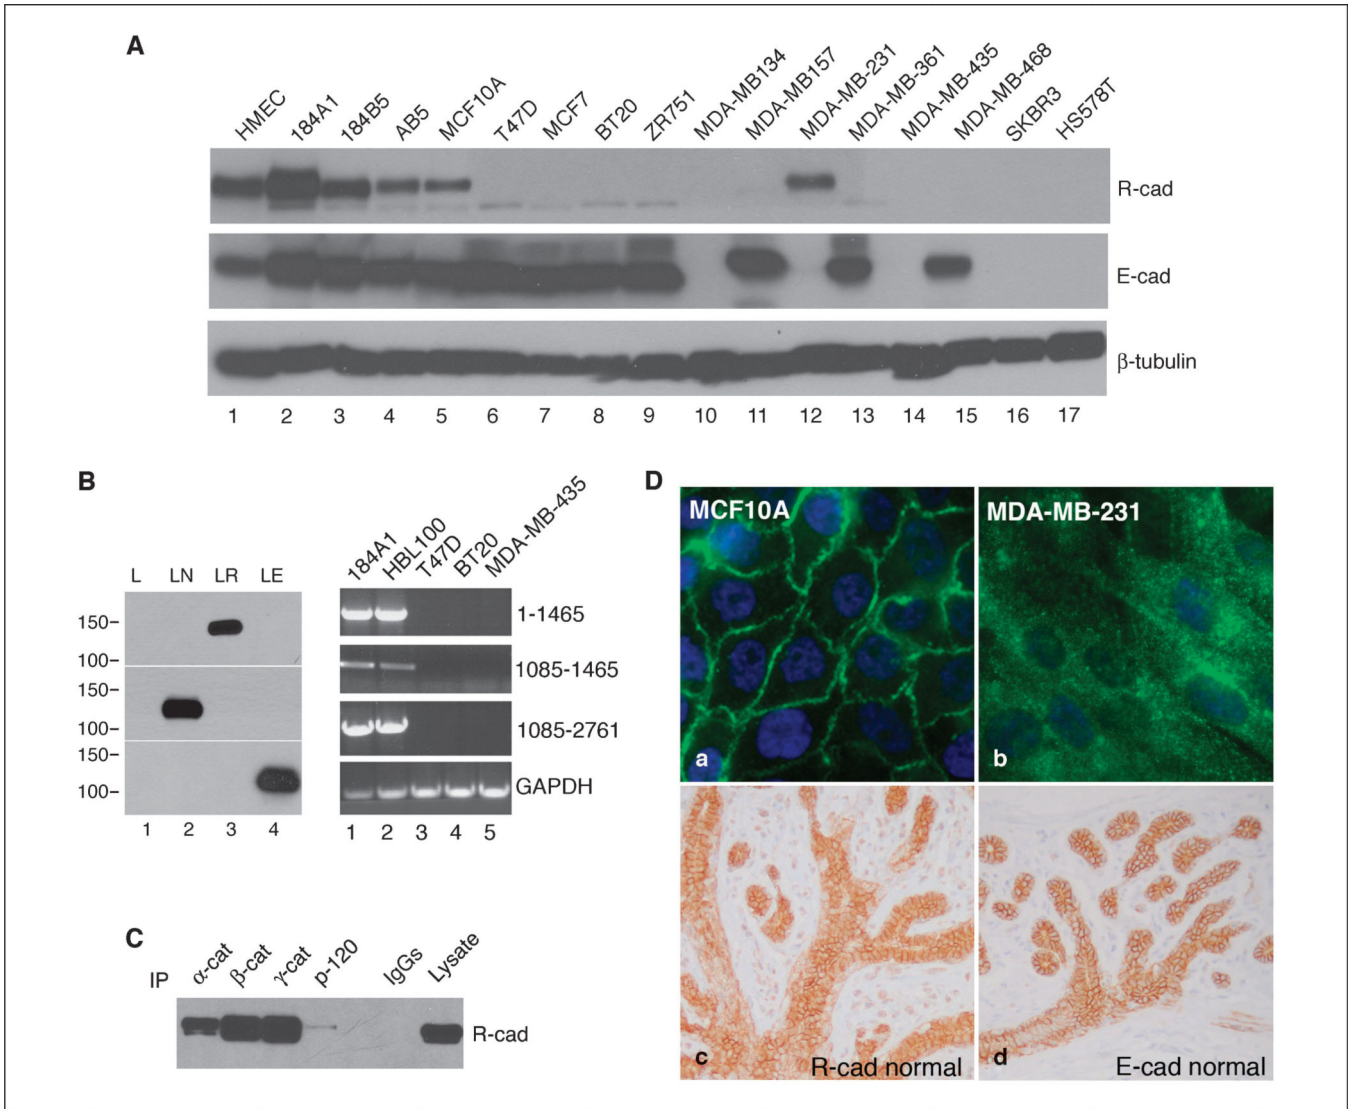 A
HMEC 184A1 184B5 AB5 MCF10A T47D MCF7 BT20 ZR751 MDA-MB134 MDA-MB157 MDA-MB-231 MDA-MB-361 MDA-MB-435 MDA-MB-468 SKBR3 HS578T
R-cad
E-cad
β-tubulin
1 2 3 4 5 6 7 8 9 10 11 12 13 14 15 16 17
B
L LN LR LE
150-
100-
150-
100-
150-
100-
1 2 3 4
184A1 HBL100 T47D BT20 MDA-MB-435
1-1465
1085-1465
1085-2761
GAPDH
1 2 3 4 5
C
IP α-cat β-cat γ-cat p-120 IgGs Lysate
R-cad
D
MCF10A
a
MDA-MB-231
b
c
R-cad normal
d
E-cad normal